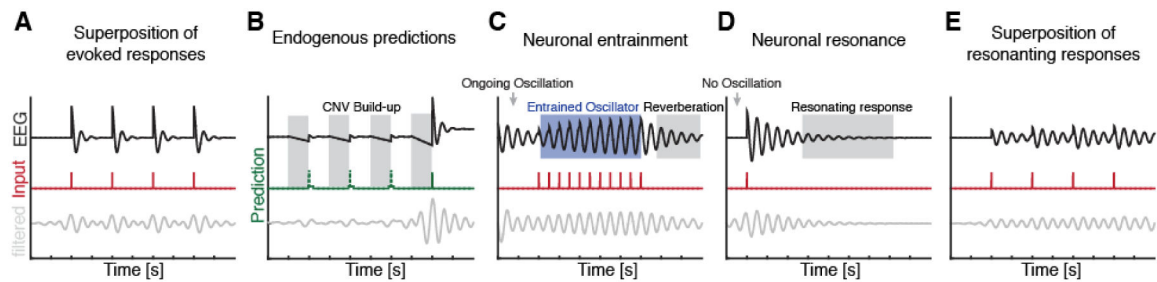 A
Superposition of
evoked responses
EEG
Input
filtered
Time [s]
B
Endogenous predictions
CNV Build-up
Prediction
Time [s]
C
Neuronal entrainment
Ongoing Oscillation
Entrained Oscillator
Reverberation
Time [s]
D
Neuronal resonance
No Oscillation
Resonating response
Time [s]
E
Superposition of
resonanting responses
Time [s]